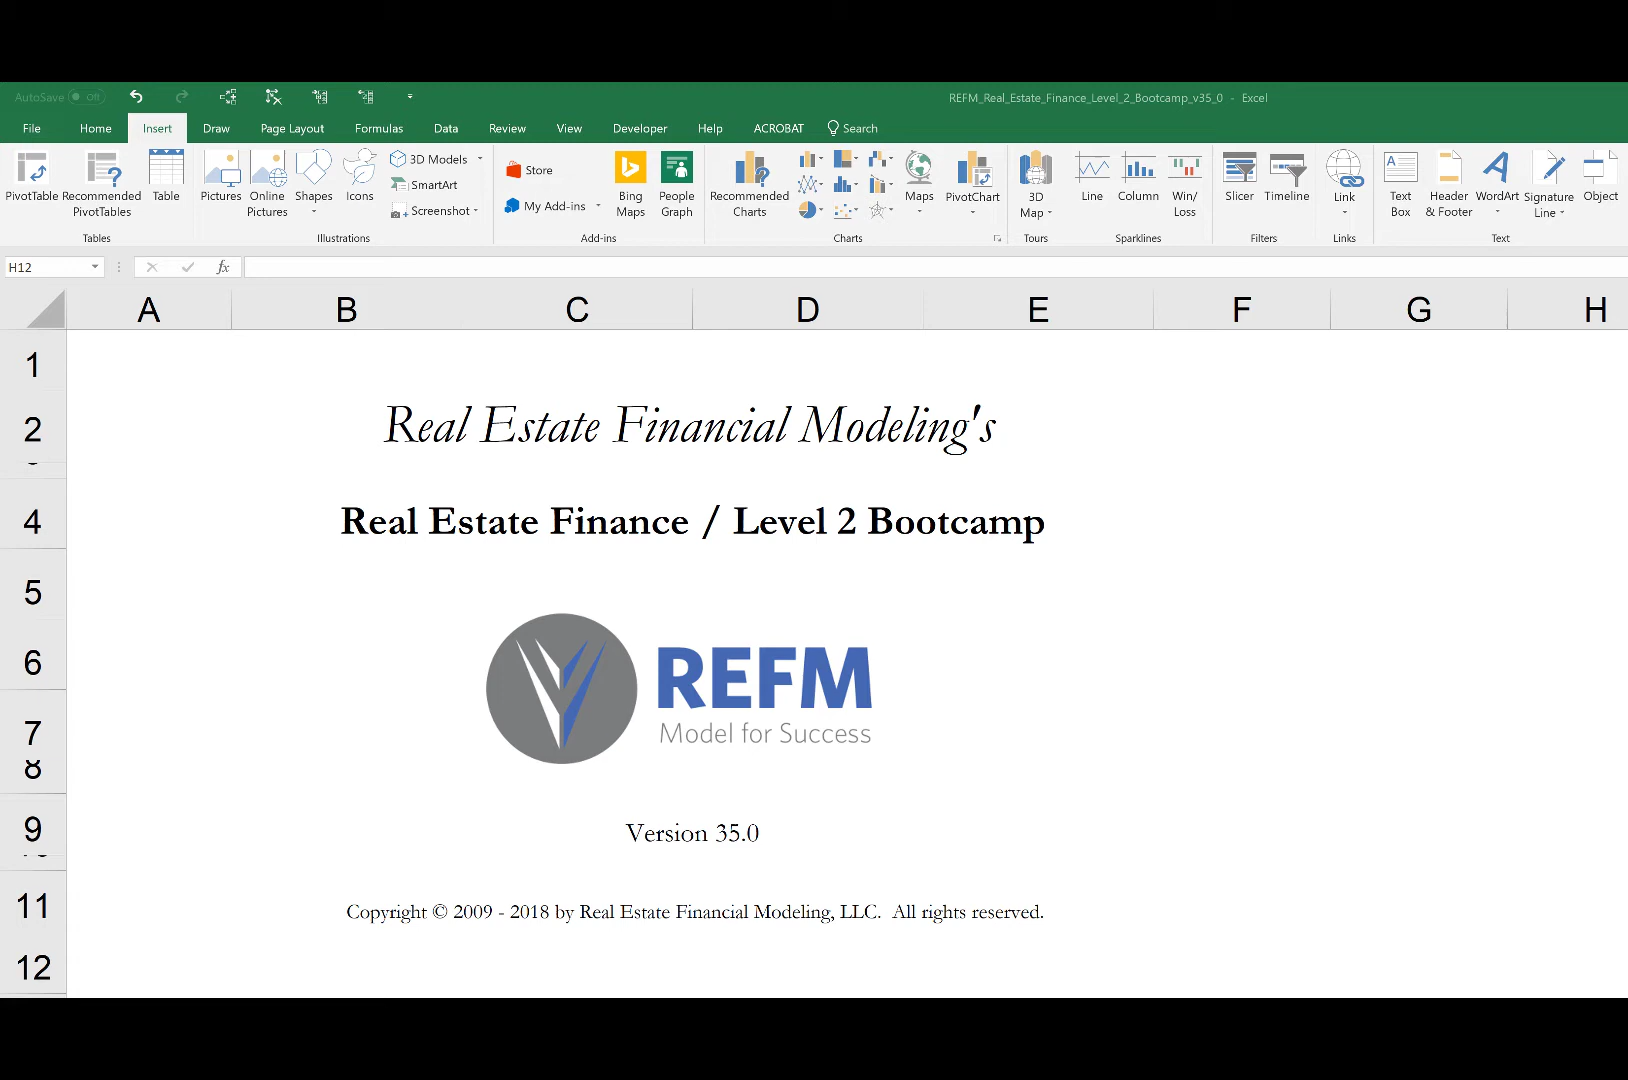 AutoSave Off
REFM_Real_Estate_Finance_Level_2_Bootcamp_v35_0 - Excel
File Home Insert Draw Page Layout Formulas Data Review View Developer Help ACROBAT Search
PivotTable
Recommended
PivotTables
Table
Tables
Pictures
Online
Pictures
Shapes
Icons
3D Models
SmartArt
Screenshot
Illustrations
Store
My Add-ins
Bing
Maps
People
Graph
Add-ins
Recommended
Charts
Maps
PivotChart
Charts
3D
Map
Tours
Line
Column
Win/
Loss
Sparklines
Slicer
Timeline
Filters
Link
Links
Text
Box
Header
& Footer
WordArt
Signature
Line
Object
Text
H12
fx
A B C D E F G H
1
2
Real Estate Financial Modeling's
4
Real Estate Finance / Level 2 Bootcamp
5
6
REFM
7
Model for Success
8
9
Version 35.0
11
Copyright © 2009 - 2018 by Real Estate Financial Modeling, LLC. All rights reserved.
12